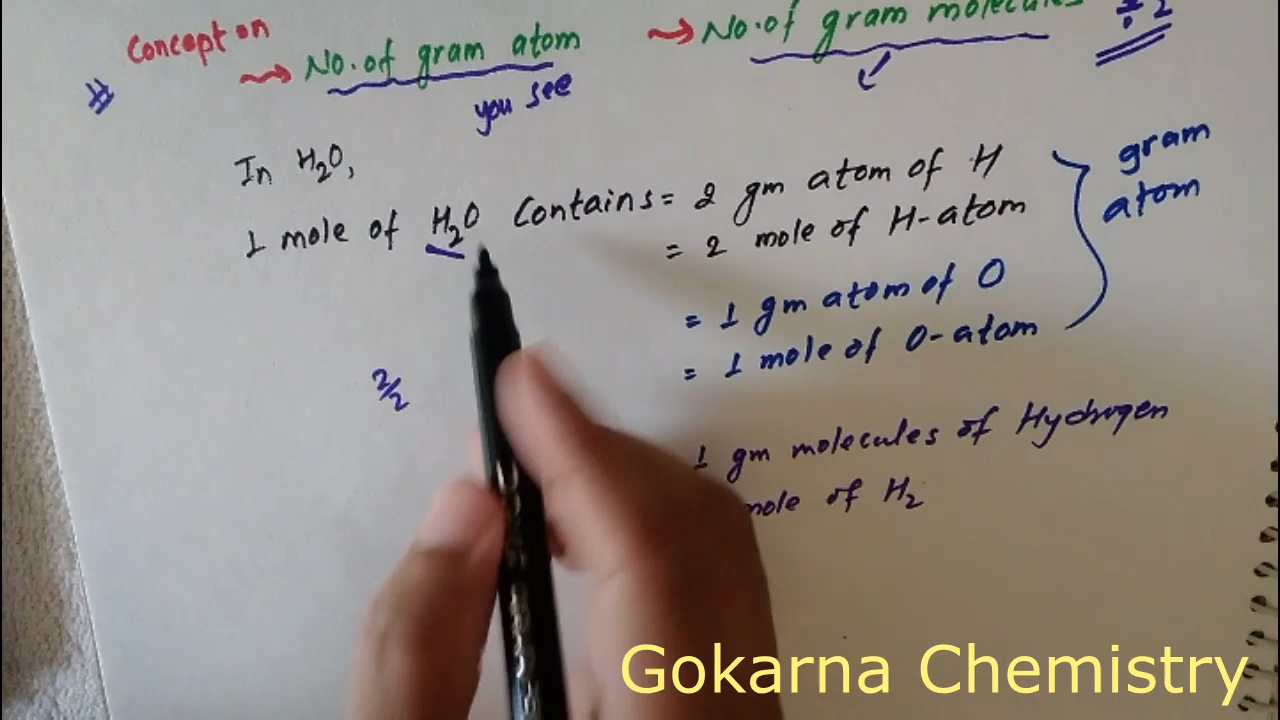 Concept on
→ No. of gram atom → No. of gram molecules ÷ 2
you see
In H₂O,
1 mole of H₂O Contains = 2 gm atom of H
= 2 mole of H-atom
= 1 gm atom of O
= 1 mole of O-atom
gram
atom
2/2
1 gm molecules of Hydrogen
mole of H₂
Gokarna Chemistry